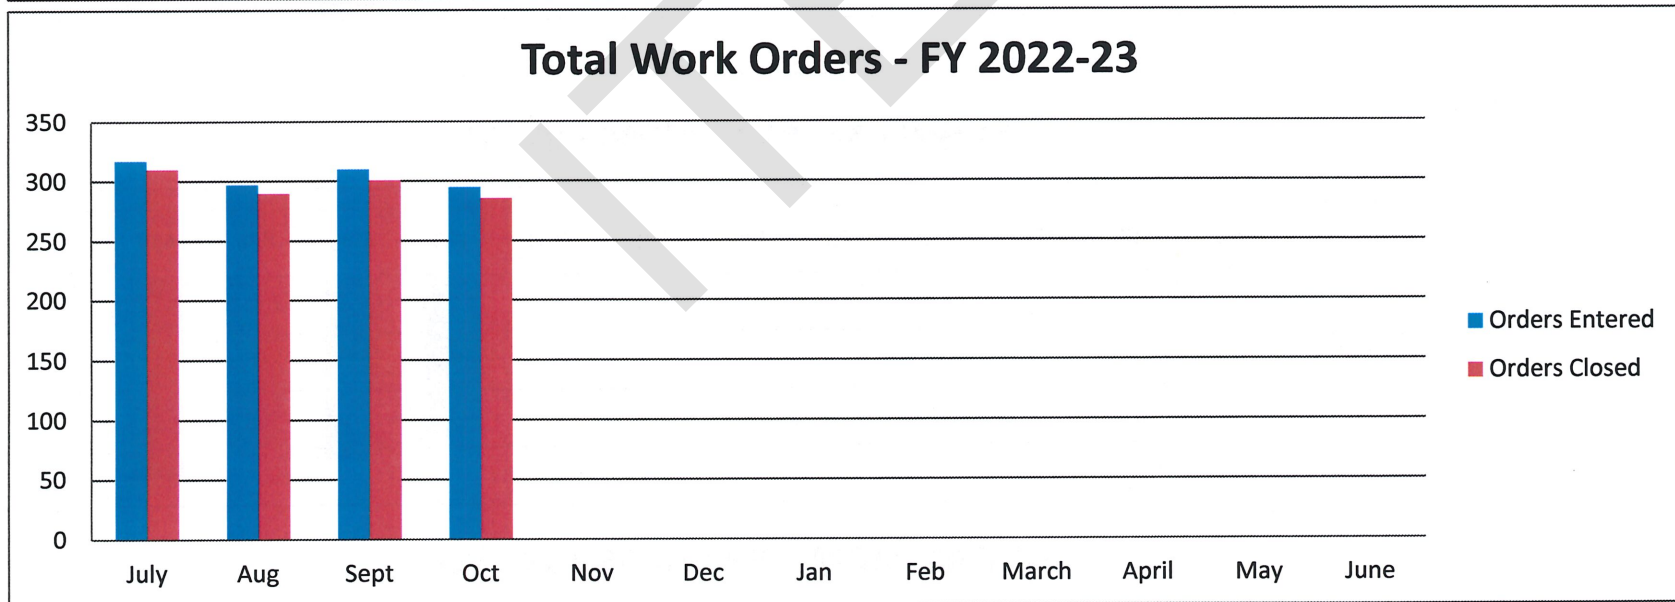 Total Work Orders - FY 2022-23
350
300
250
200
150
100
50
0
July Aug Sept Oct Nov Dec Jan Feb March April May June
Orders Entered
Orders Closed